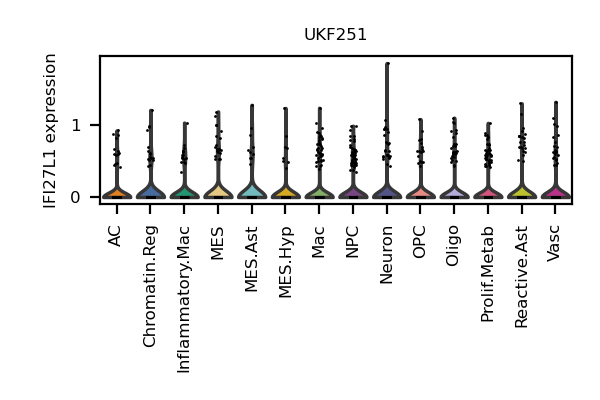 UKF251
IFI27L1 expression
1
0
AC
Chromatin.Reg
Inflammatory.Mac
MES
MES.Ast
MES.Hyp
Mac
NPC
Neuron
OPC
Oligo
Prolif.Metab
Reactive.Ast
Vasc